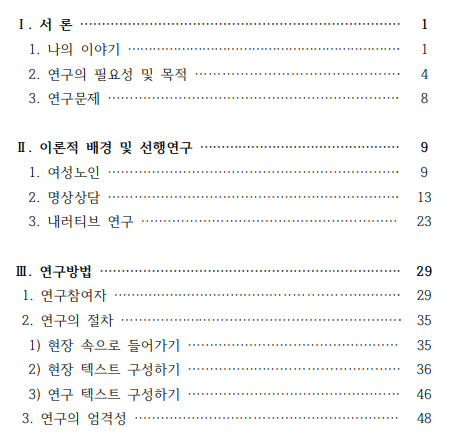 Ⅰ. 서 론 ·········· 1
1. 나의 이야기 ·········· 1
2. 연구의 필요성 및 목적 ·········· 4
3. 연구문제 ·········· 8
Ⅱ. 이론적 배경 및 선행연구 ·········· 9
1. 여성노인 ·········· 9
2. 명상상담 ·········· 13
3. 내러티브 연구 ·········· 23
Ⅲ. 연구방법 ·········· 29
1. 연구참여자 ·········· 29
2. 연구의 절차 ·········· 35
1) 현장 속으로 들어가기 ·········· 35
2) 현장 텍스트 구성하기 ·········· 36
3) 연구 텍스트 구성하기 ·········· 46
3. 연구의 엄격성 ·········· 48